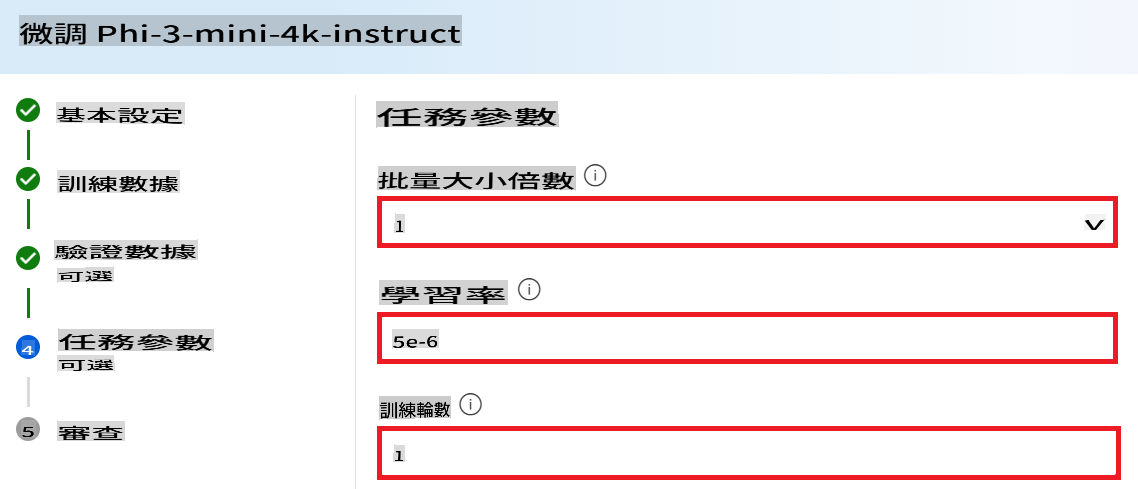 微調 Phi-3-mini-4k-instruct
基本設定
訓練數據
驗證數據
可選
4
任務參數
可選
5
審查
任務參數
批量大小倍數
1
學習率
5e-6
訓練輪數
1